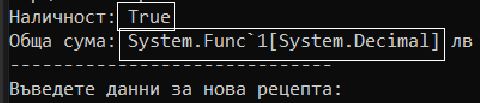 Наличност: True
Обща сума: System.Func`1[System.Decimal] лв
------------------------------
Въведете данни за нова рецепта: